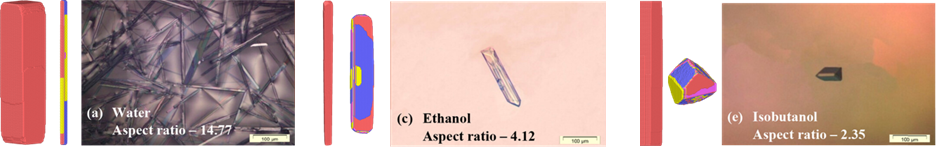 (a) Water
Aspect ratio – 14.77
100 µm
(c) Ethanol
Aspect ratio – 4.12
100 µm
(e) Isobutanol
Aspect ratio – 2.35
100 µm